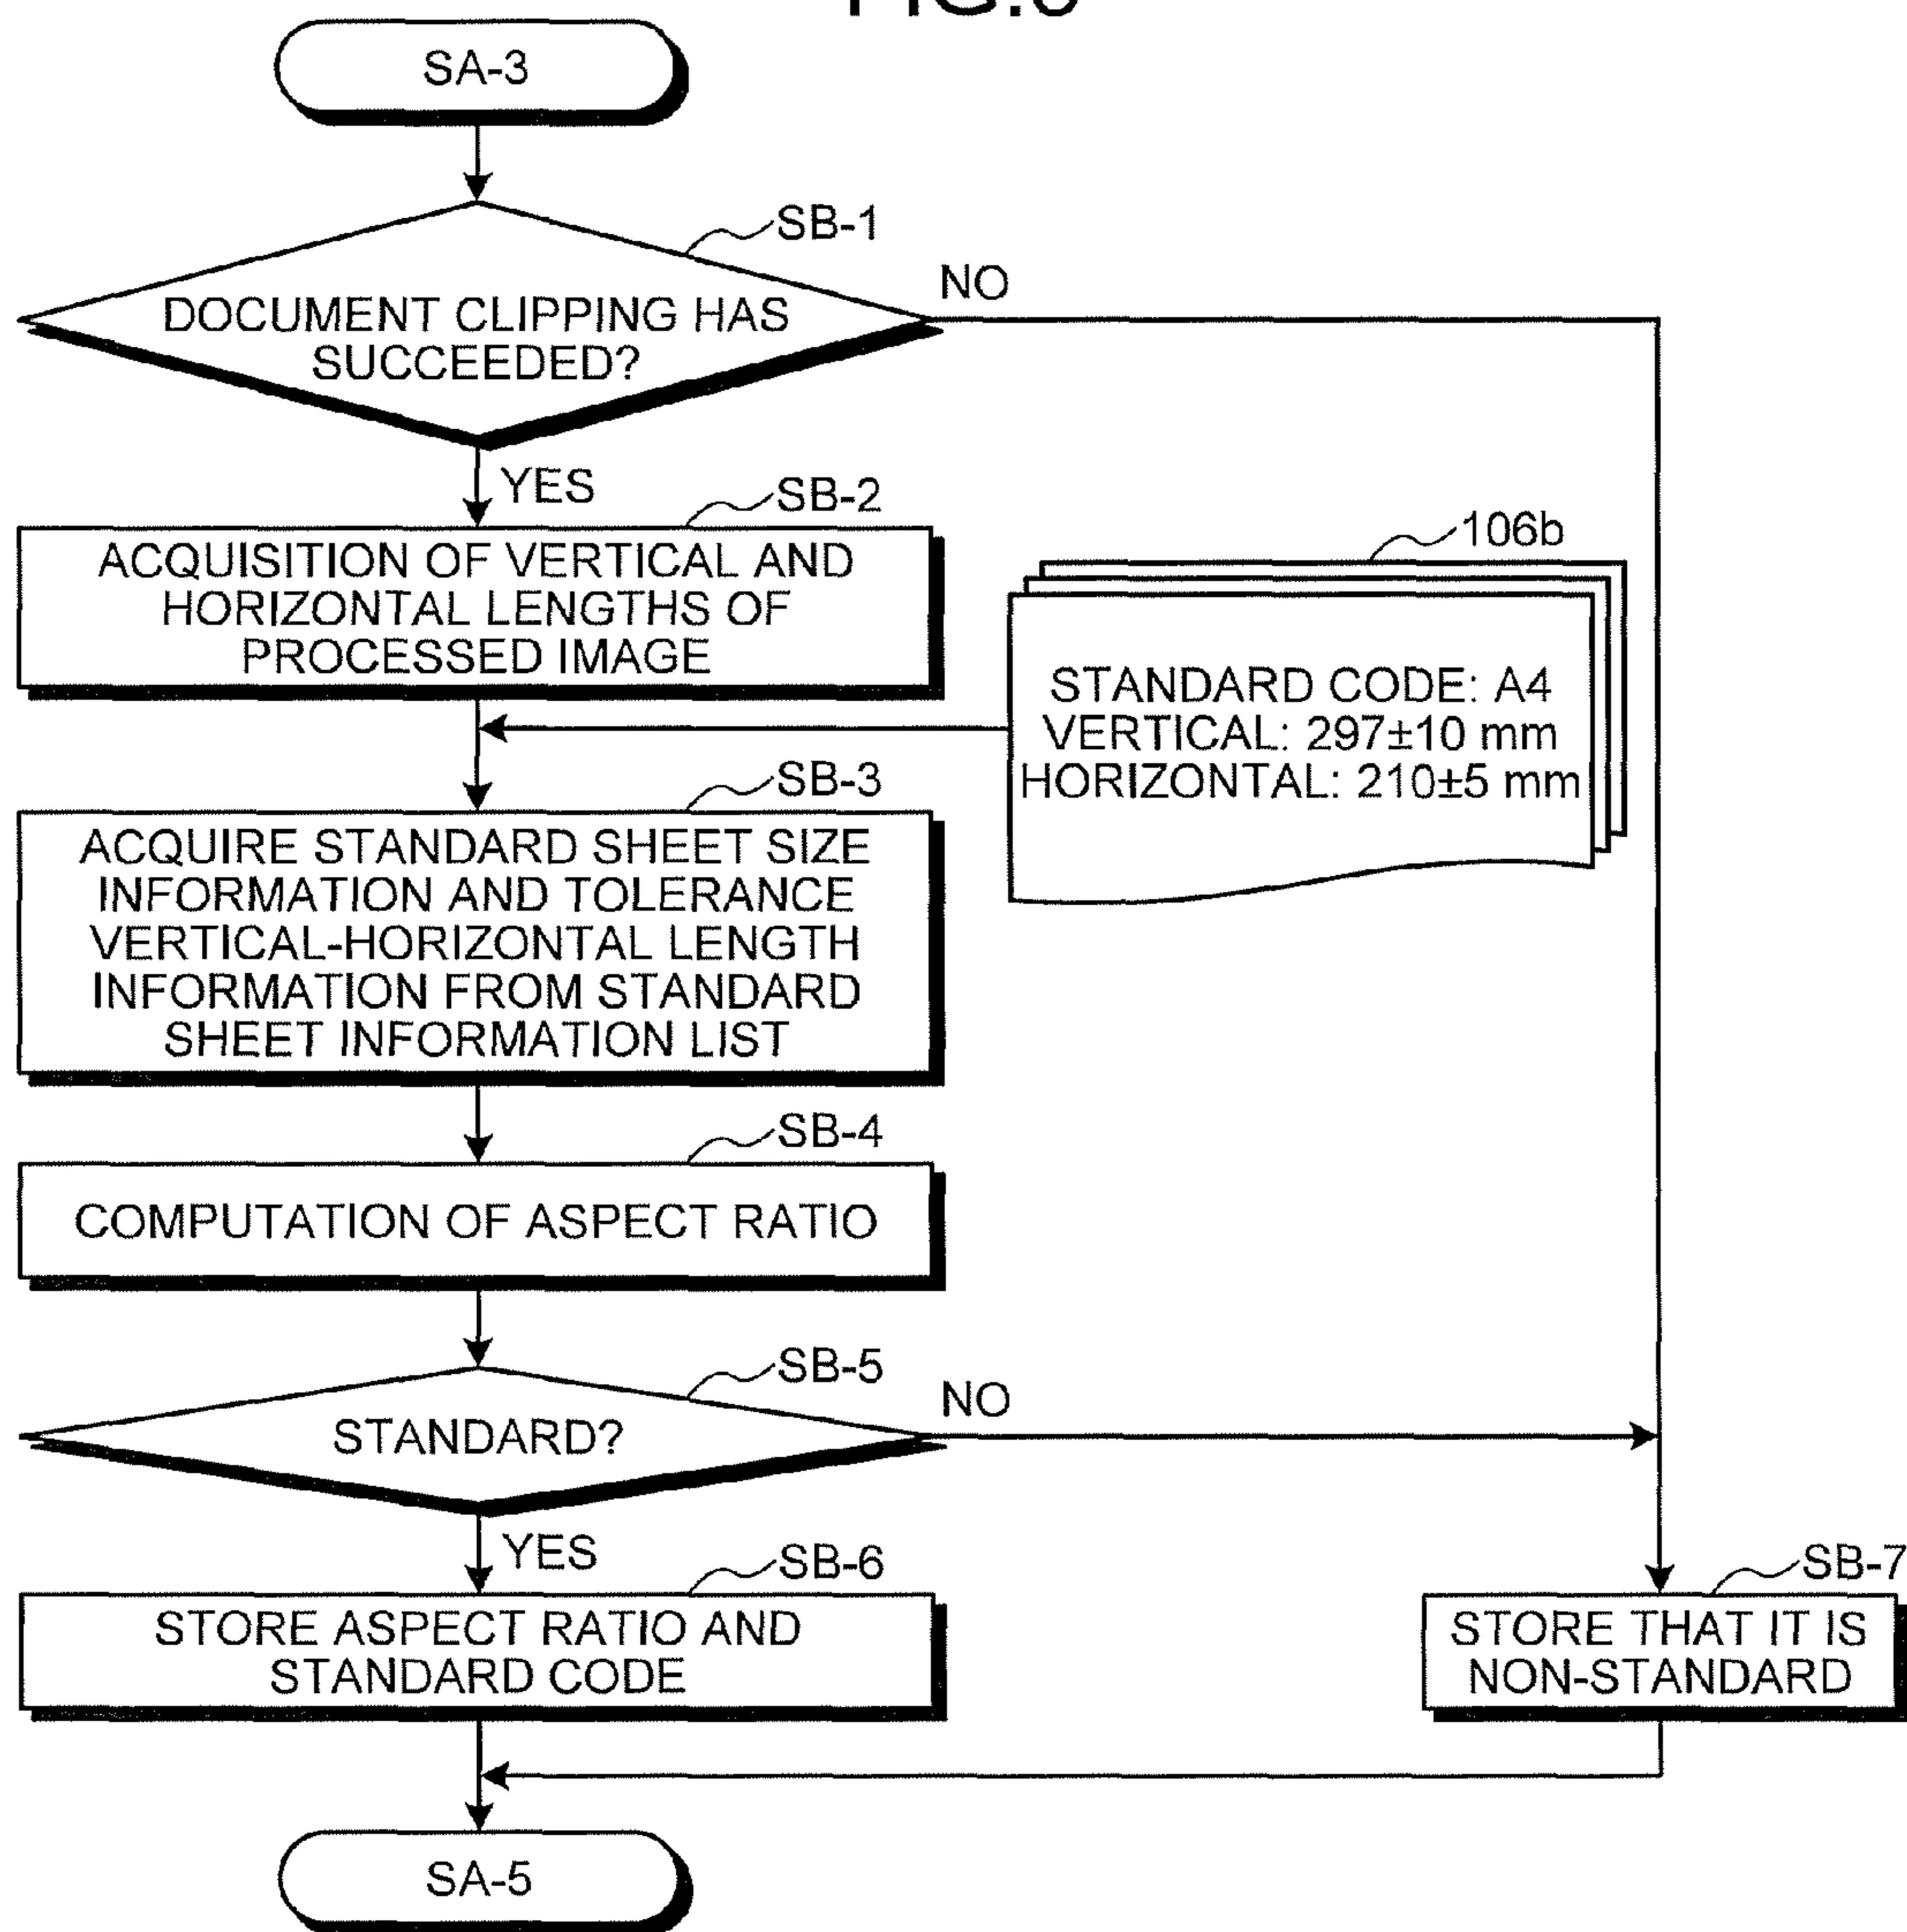 SA-3
SB-1
NO
DOCUMENT CLIPPING HAS
SUCCEEDED?
YES
SB-2
ACQUISITION OF VERTICAL AND
HORIZONTAL LENGTHS OF
PROCESSED IMAGE
106b
STANDARD CODE: A4
VERTICAL: 297±10 mm
HORIZONTAL: 210±5 mm
SB-3
ACQUIRE STANDARD SHEET SIZE
INFORMATION AND TOLERANCE
VERTICAL-HORIZONTAL LENGTH
INFORMATION FROM STANDARD
SHEET INFORMATION LIST
SB-4
COMPUTATION OF ASPECT RATIO
SB-5
NO
STANDARD?
YES
SB-6
STORE ASPECT RATIO AND
STANDARD CODE
SB-7
STORE THAT IT IS
NON-STANDARD
SA-5